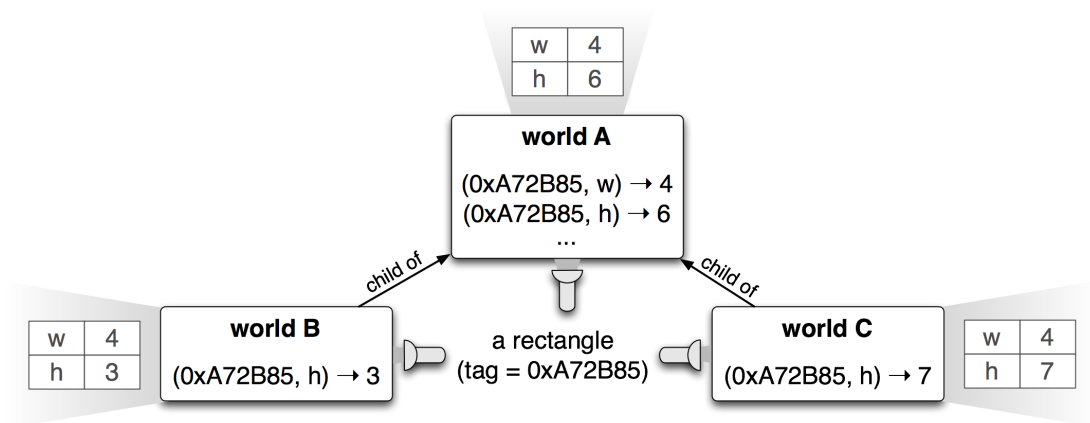 w 4
h 6
world A
(0xA72B85, w) → 4
(0xA72B85, h) → 6
...
child of
child of
world B
(0xA72B85, h) → 3
w 4
h 3
a rectangle
(tag = 0xA72B85)
world C
(0xA72B85, h) → 7
w 4
h 7